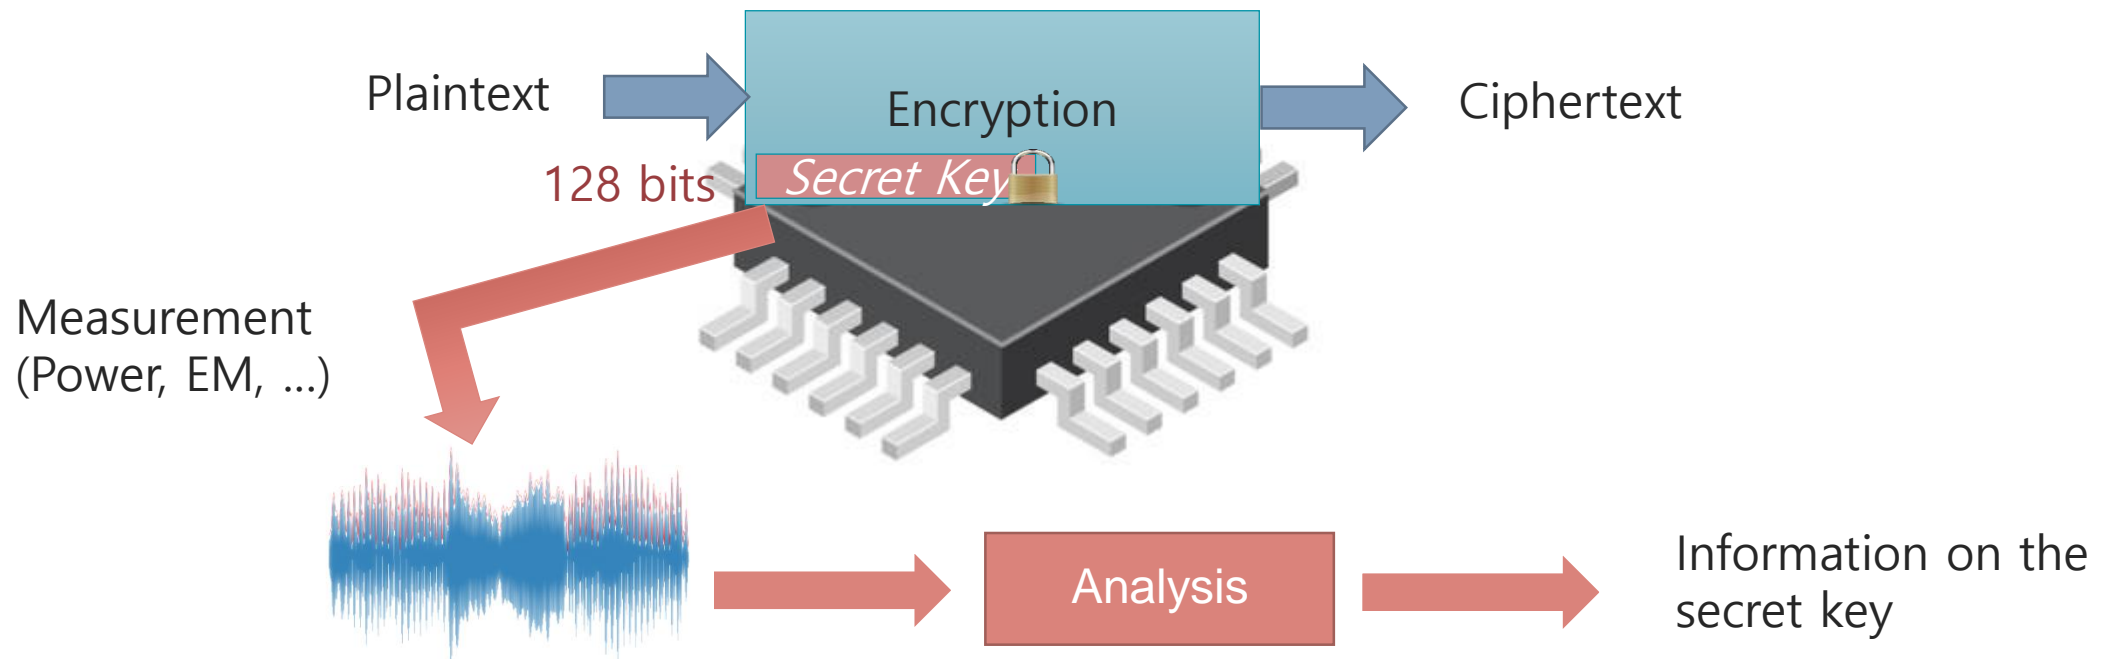 Plaintext
Encryption
Ciphertext
128 bits
Secret Key
Measurement
(Power, EM, ...)
Analysis
Information on the
secret key